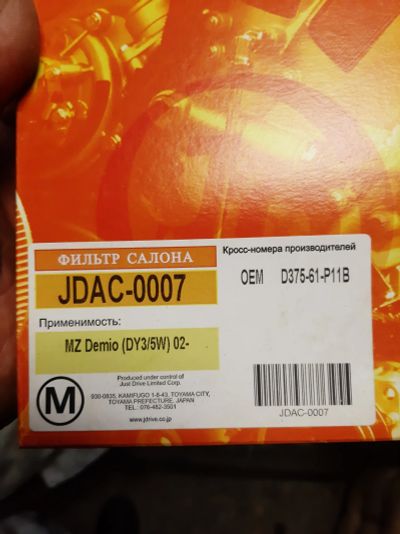 ФИЛЬТР САЛОНА
JDAC-0007
Применимость:
MZ Demio (DY3/5W) 02-
Кросс-номера производителей
OEM D375-61-P11B
Produced under control of
Just Drive Limited Corp.
930-0835, KAMIFUGO 1-8-43, TOYAMA CITY,
TOYAMA PREFECTURE, JAPAN
TEL.: 076-482-3501
www.jdrive.co.jp
M
JDAC-0007